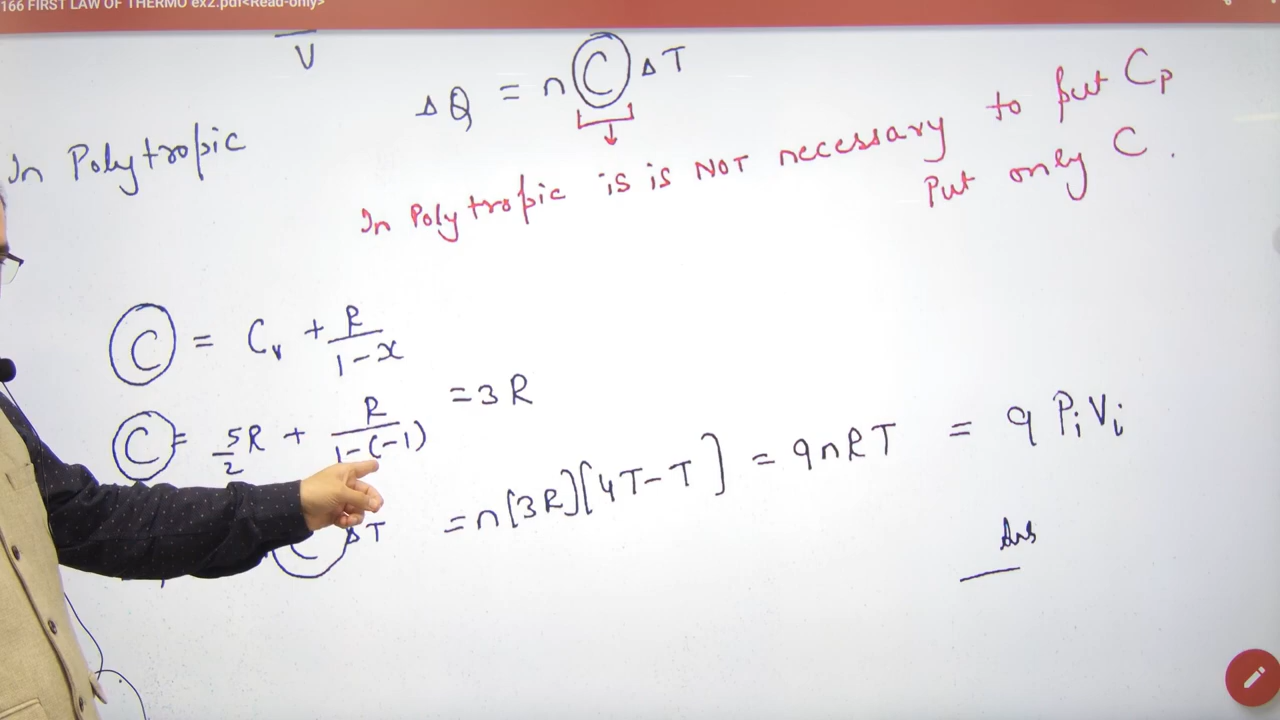 166 FIRST LAW OF THERMO ex2.pdf<Read-only>
V
ΔQ = n C ΔT
In Polytropic
In Polytropic is is NOT necessary to put Cp
Put only C.
C = Cv + R/(1-x)
C = 5/2 R + R/(1-(-1)) = 3R
C ΔT = n[3R][4T-T] = 9nRT = 9 PiVi
Ans